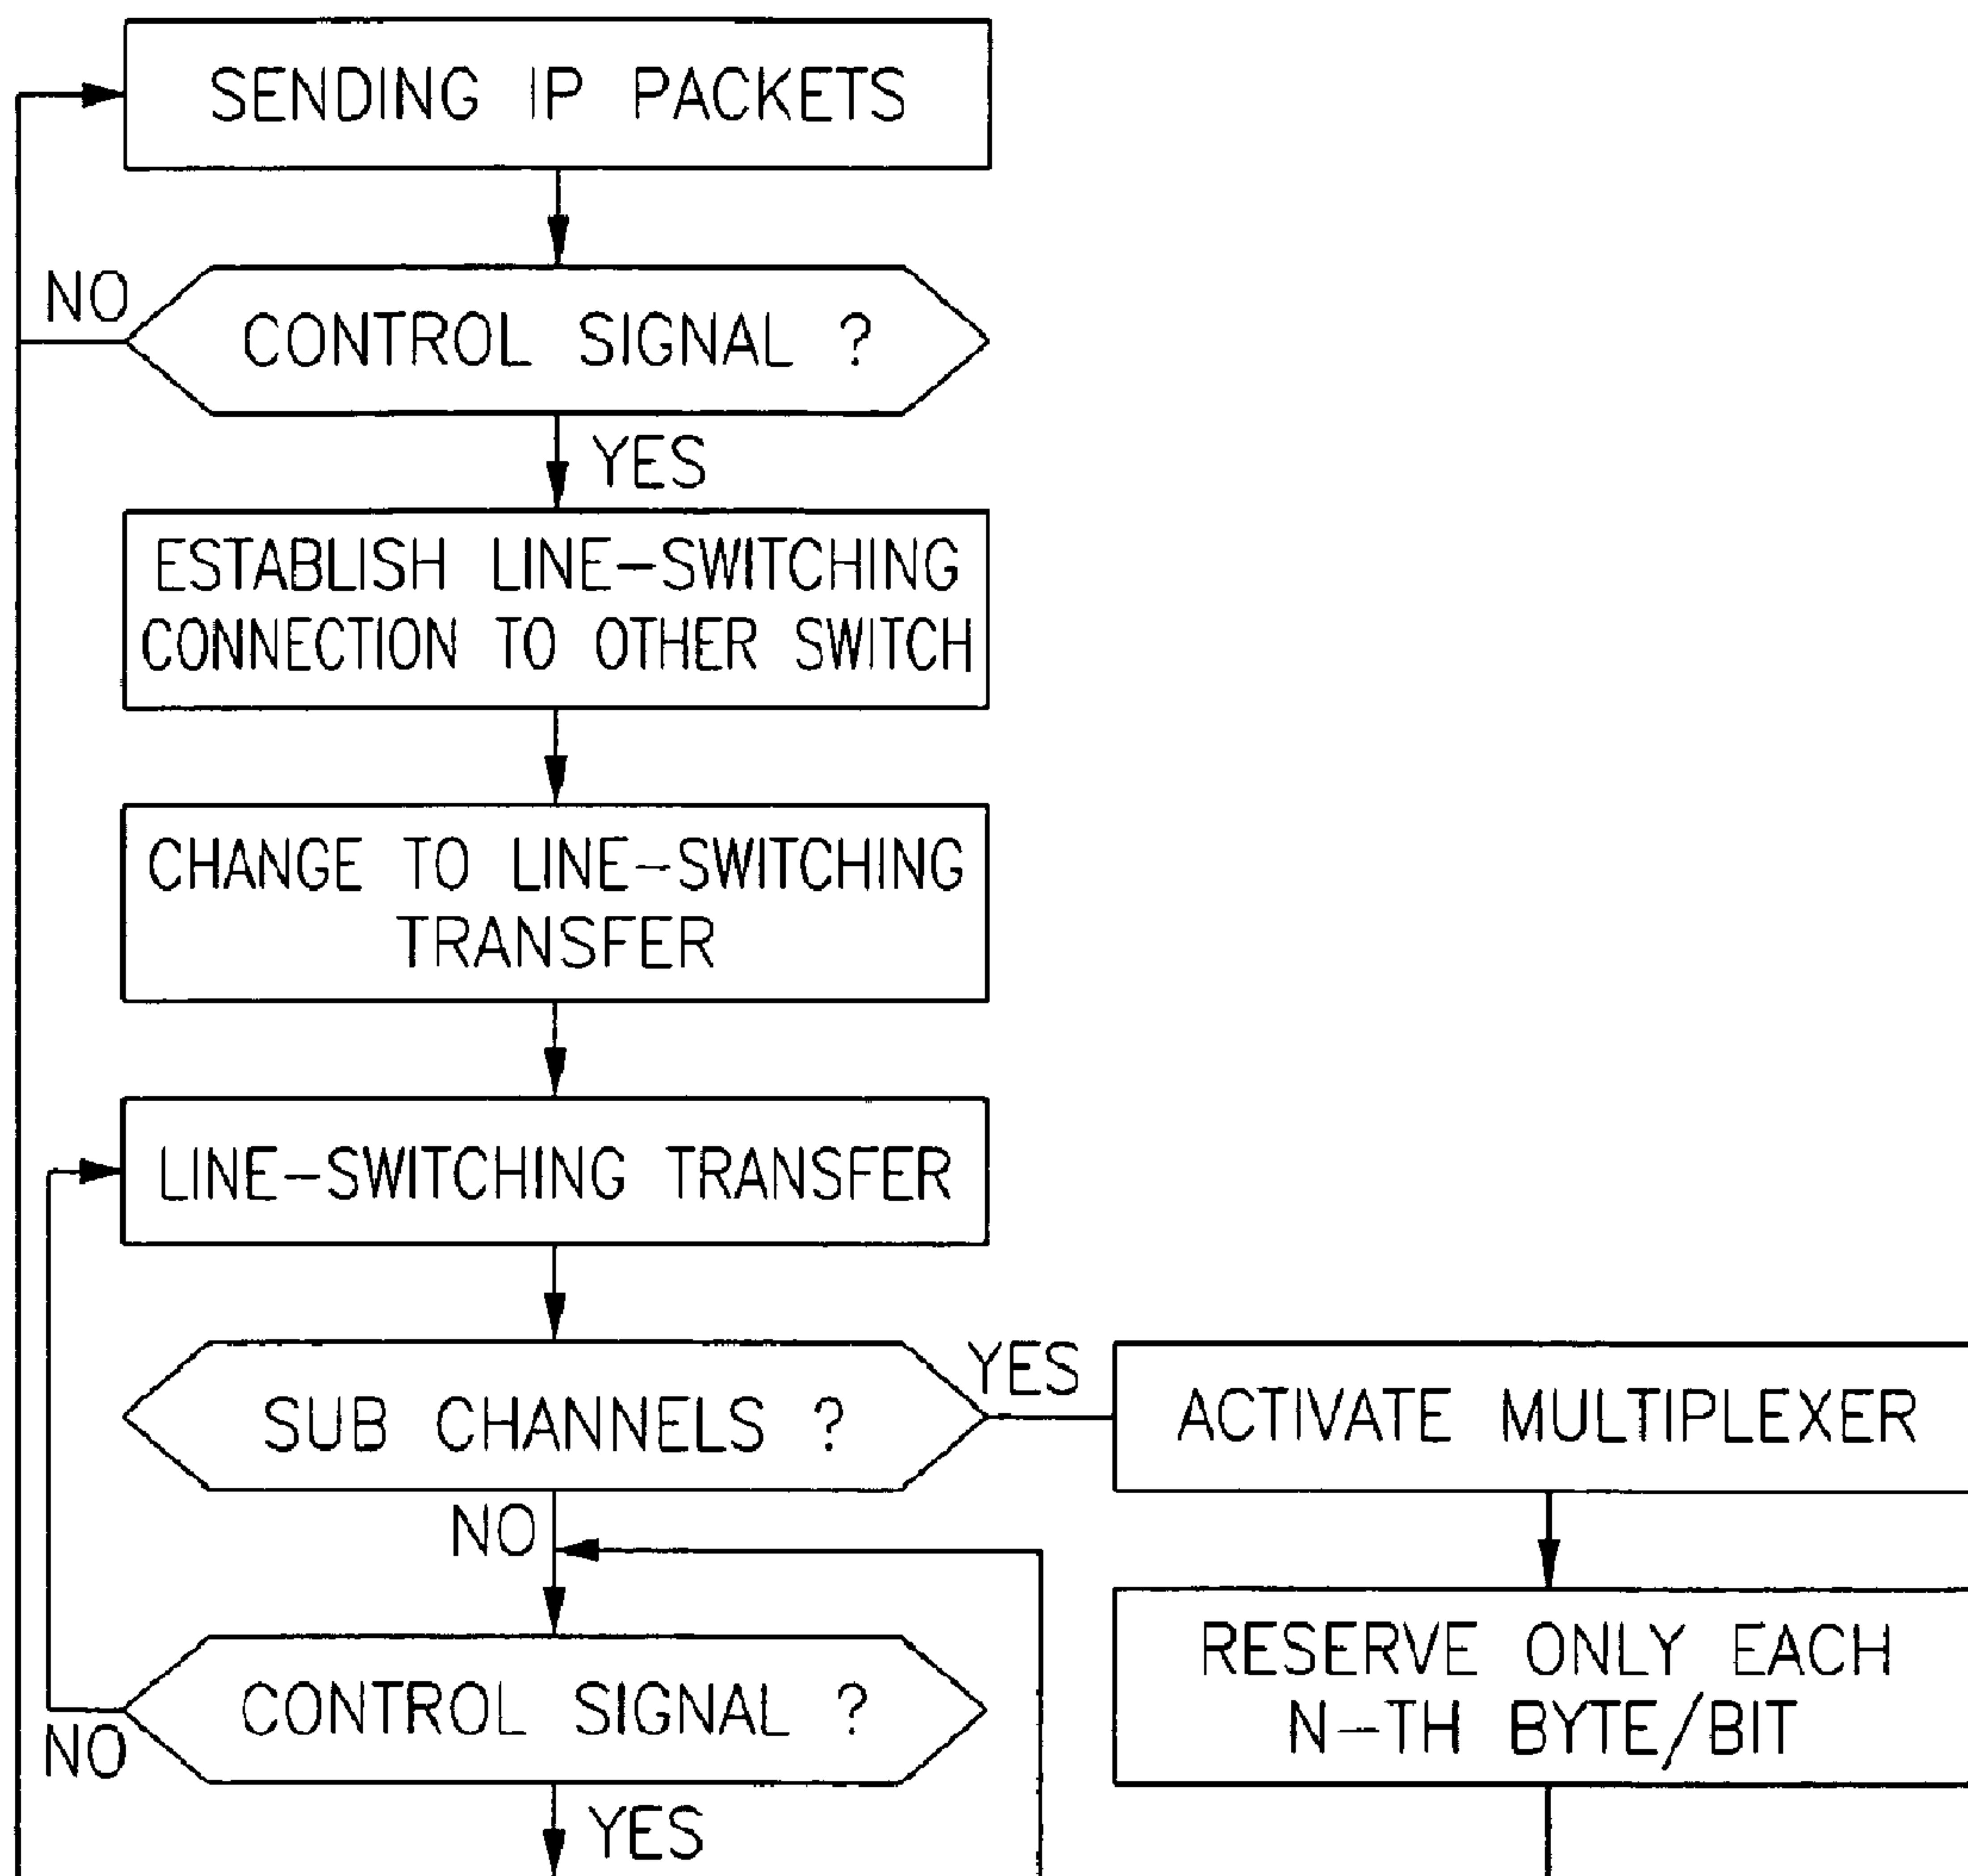 SENDING IP PACKETS
NO
CONTROL SIGNAL ?
YES
ESTABLISH LINE-SWITCHING
CONNECTION TO OTHER SWITCH
CHANGE TO LINE-SWITCHING
TRANSFER
LINE-SWITCHING TRANSFER
SUB CHANNELS ?
YES
ACTIVATE MULTIPLEXER
NO
RESERVE ONLY EACH
N-TH BYTE/BIT
CONTROL SIGNAL ?
NO
YES